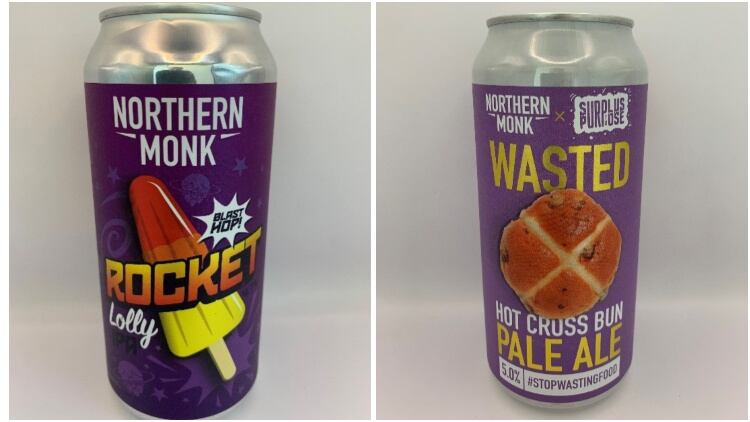 NORTHERN
MONK
BLAST
HOP!
ROCKET
Lolly
IPA
NORTHERN
MONK
×
SURPLUS
PURPOSE
WASTED
HOT CROSS BUN
PALE ALE
5.0% #STOPWASTINGFOOD